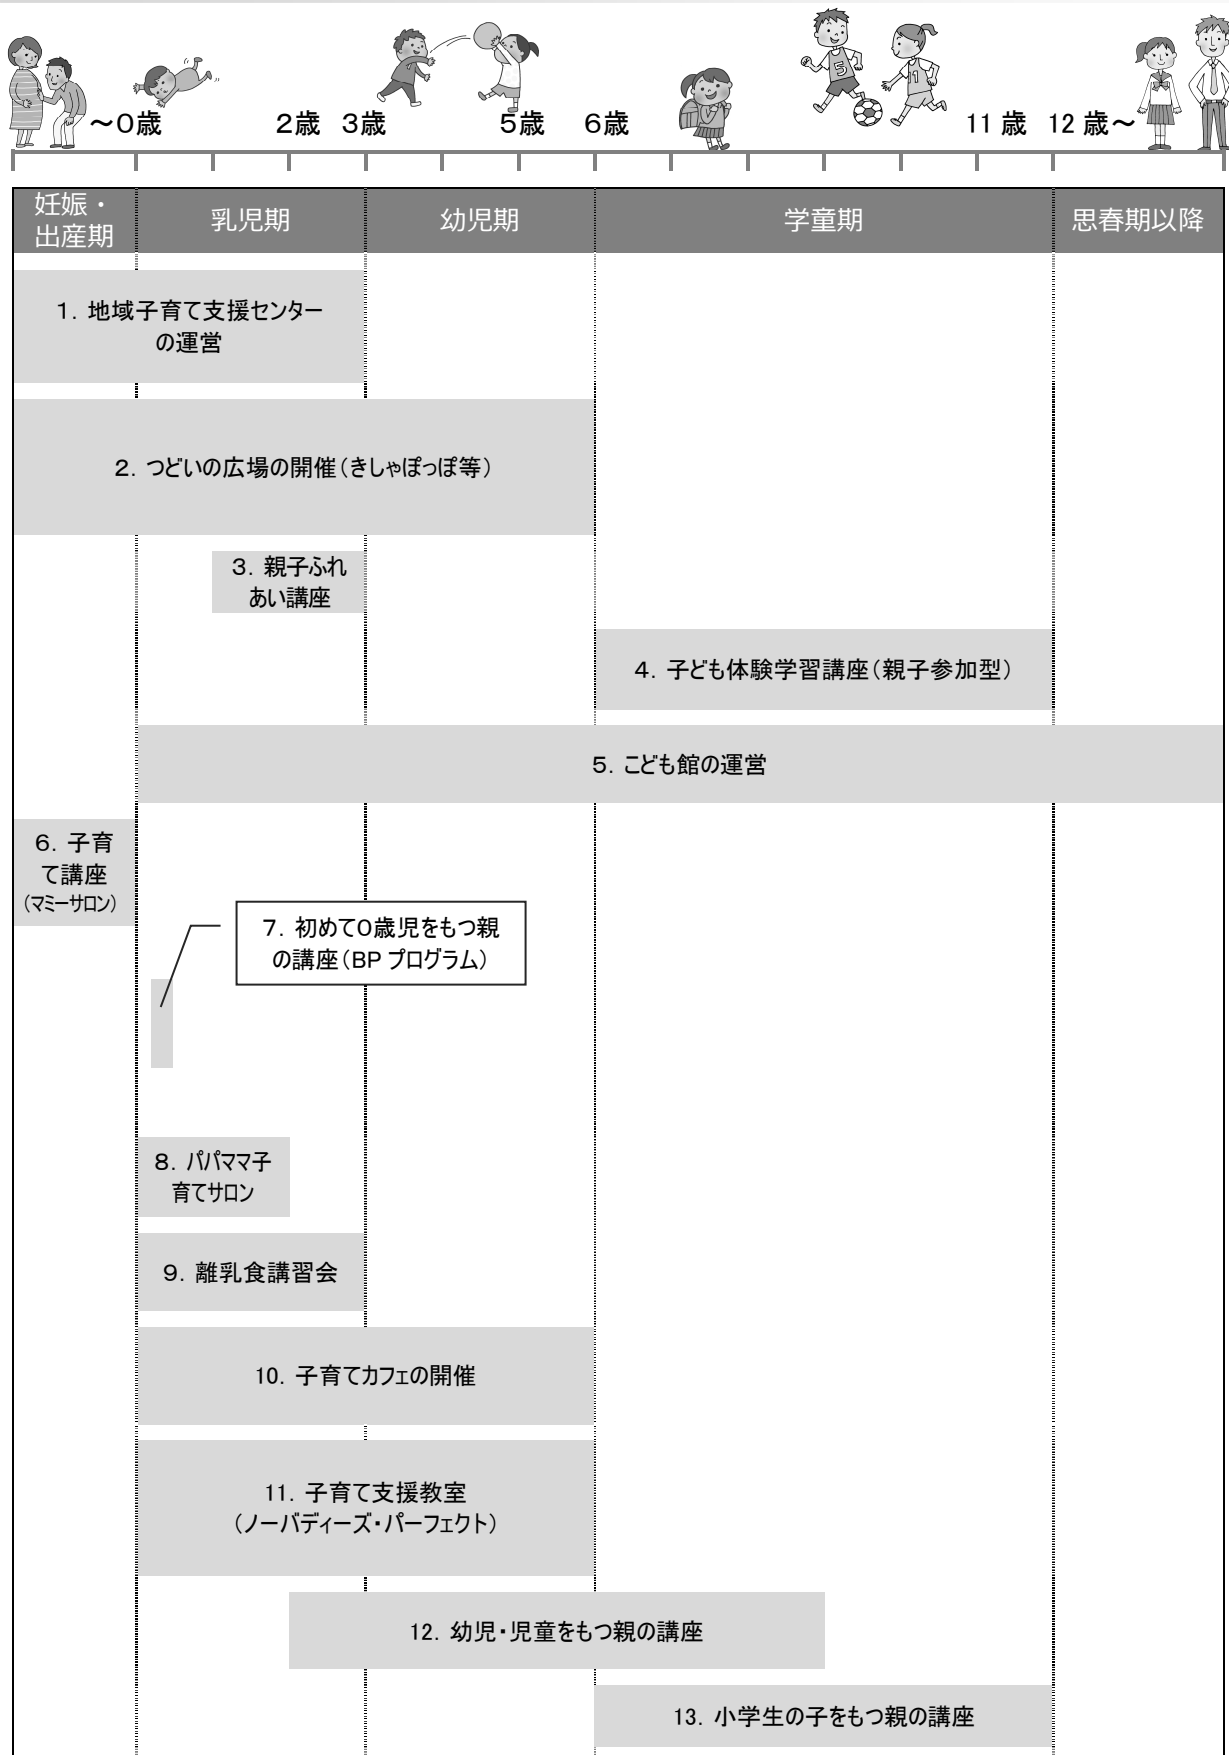 ～0歳 2歳 3歳 5歳 6歳 11歳 12歳～
妊娠・
出産期
乳児期
幼児期
学童期
思春期以降
1．地域子育て支援センター
の運営
2．つどいの広場の開催（きしゃぽっぽ等）
3．親子ふれ
あい講座
4．子ども体験学習講座（親子参加型）
5．こども館の運営
6．子育
て講座
（マミーサロン）
7．初めて0歳児をもつ親
の講座（BPプログラム）
8．パパママ子
育てサロン
9．離乳食講習会
10．子育てカフェの開催
11．子育て支援教室
（ノーバディーズ・パーフェクト）
12．幼児・児童をもつ親の講座
13．小学生の子をもつ親の講座
5
11